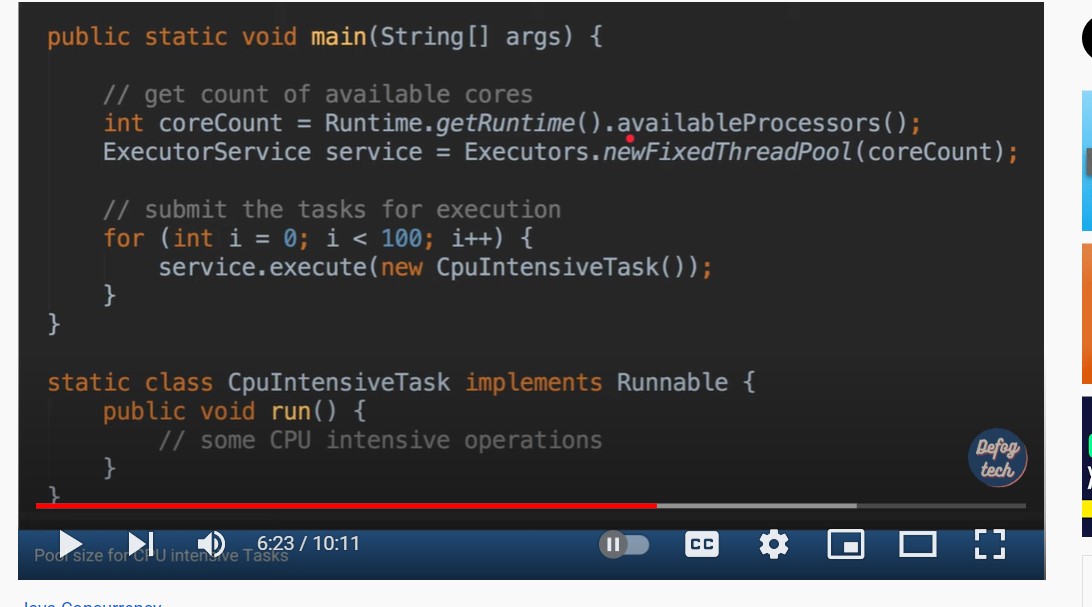 public static void main(String[] args) {
// get count of available cores
int coreCount = Runtime.getRuntime().availableProcessors();
ExecutorService service = Executors.newFixedThreadPool(coreCount);
// submit the tasks for execution
for (int i = 0; i < 100; i++) {
service.execute(new CpuIntensiveTask());
}
}
static class CpuIntensiveTask implements Runnable {
public void run() {
// some CPU intensive operations
}
}
Defog
tech
6:23 / 10:11
CC
Pool size for CPU intensive Tasks
Java Concurrency